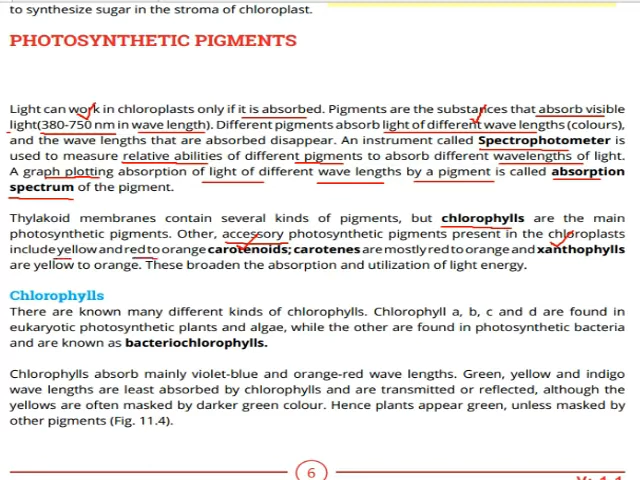 to synthesize sugar in the stroma of chloroplast.
PHOTOSYNTHETIC PIGMENTS
Light can work in chloroplasts only if it is absorbed. Pigments are the substances that absorb visible
light(380-750 nm in wave length). Different pigments absorb light of different wave lengths (colours),
and the wave lengths that are absorbed disappear. An instrument called Spectrophotometer is
used to measure relative abilities of different pigments to absorb different wavelengths of light.
A graph plotting absorption of light of different wave lengths by a pigment is called absorption
spectrum of the pigment.
Thylakoid membranes contain several kinds of pigments, but chlorophylls are the main
photosynthetic pigments. Other, accessory photosynthetic pigments present in the chloroplasts
include yellow and red to orange carotenoids; carotenes are mostly red to orange and xanthophylls
are yellow to orange. These broaden the absorption and utilization of light energy.
Chlorophylls
There are known many different kinds of chlorophylls. Chlorophyll a, b, c and d are found in
eukaryotic photosynthetic plants and algae, while the other are found in photosynthetic bacteria
and are known as bacteriochlorophylls.
Chlorophylls absorb mainly violet-blue and orange-red wave lengths. Green, yellow and indigo
wave lengths are least absorbed by chlorophylls and are transmitted or reflected, although the
yellows are often masked by darker green colour. Hence plants appear green, unless masked by
other pigments (Fig. 11.4).
6